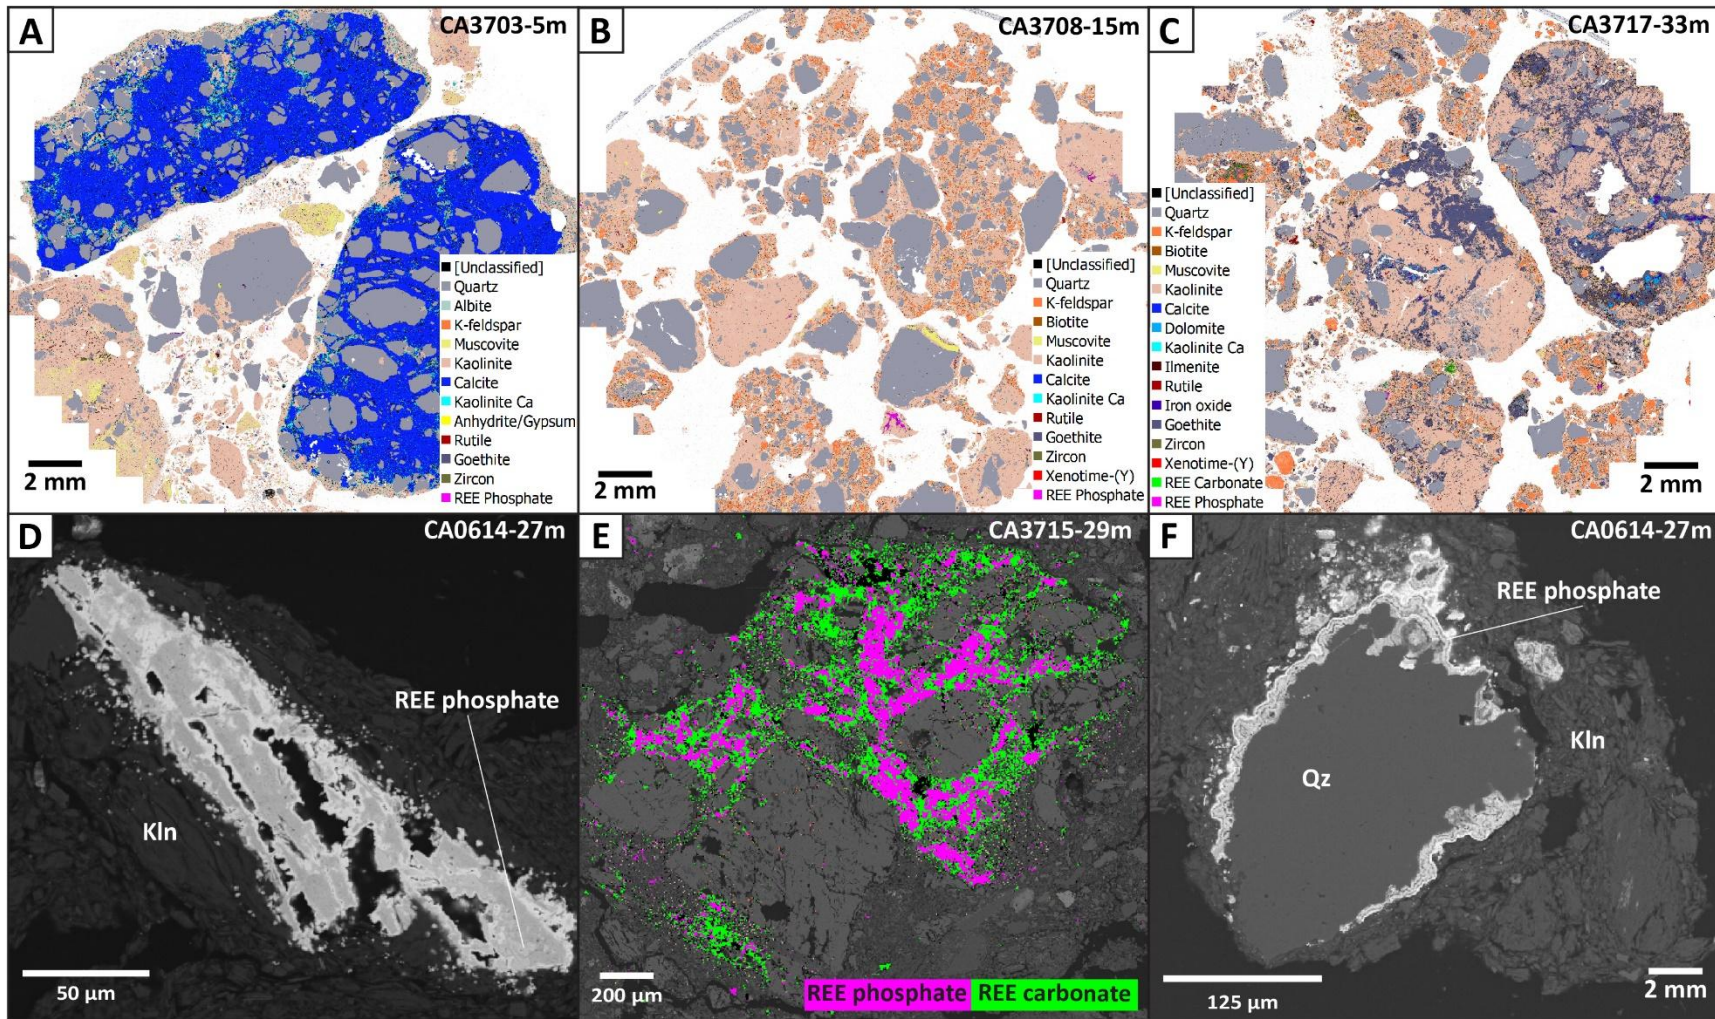 A
CA3703-5m
[Unclassified]
Quartz
Albite
K-feldspar
Muscovite
Kaolinite
Calcite
Kaolinite Ca
Anhydrite/Gypsum
Rutile
Goethite
Zircon
REE Phosphate
2 mm
B
CA3708-15m
[Unclassified]
Quartz
K-feldspar
Biotite
Muscovite
Kaolinite
Calcite
Kaolinite Ca
Rutile
Goethite
Zircon
Xenotime-(Y)
REE Phosphate
2 mm
C
CA3717-33m
[Unclassified]
Quartz
K-feldspar
Biotite
Muscovite
Kaolinite
Calcite
Dolomite
Kaolinite Ca
Ilmenite
Rutile
Iron oxide
Goethite
Zircon
Xenotime-(Y)
REE Carbonate
REE Phosphate
2 mm
D
CA0614-27m
REE phosphate
Kln
50 µm
E
CA3715-29m
200 µm
REE phosphate REE carbonate
F
CA0614-27m
REE phosphate
Kln
Qz
125 µm
2 mm